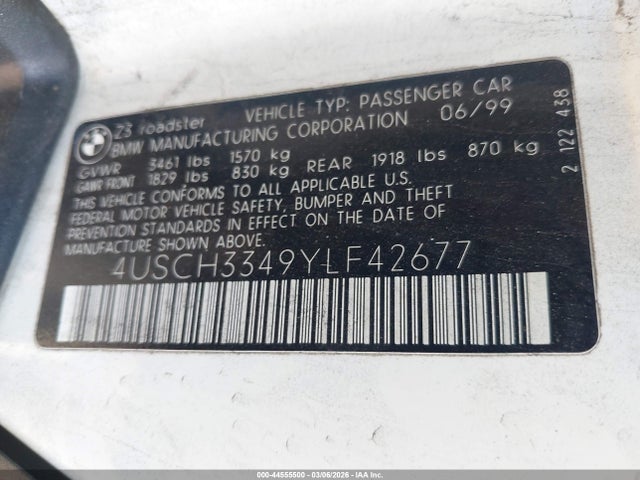 BMW
Z3 roadster VEHICLE TYP: PASSENGER CAR
BMW MANUFACTURING CORPORATION 06/99
GVWR 3461 lbs 1570 kg
GAWR FRONT 1829 lbs 830 kg REAR 1918 lbs 870 kg
THIS VEHICLE CONFORMS TO ALL APPLICABLE U.S.
FEDERAL MOTOR VEHICLE SAFETY, BUMPER AND THEFT
PREVENTION STANDARDS IN EFFECT ON THE DATE OF
MANUFACTURE SHOWN ABOVE.
4USCH3349YLF42677
2 122 438
000-44555500 | 03/06/2026 - IAA Inc.